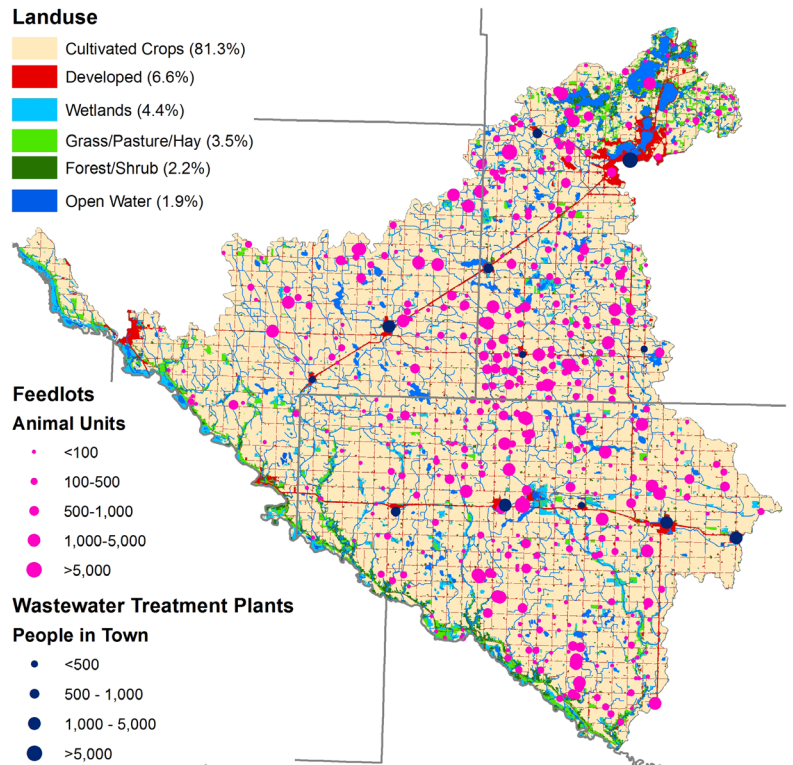 Landuse
Cultivated Crops (81.3%)
Developed (6.6%)
Wetlands (4.4%)
Grass/Pasture/Hay (3.5%)
Forest/Shrub (2.2%)
Open Water (1.9%)
Feedlots
Animal Units
<100
100-500
500-1,000
1,000-5,000
>5,000
Wastewater Treatment Plants
People in Town
<500
500 - 1,000
1,000 - 5,000
>5,000